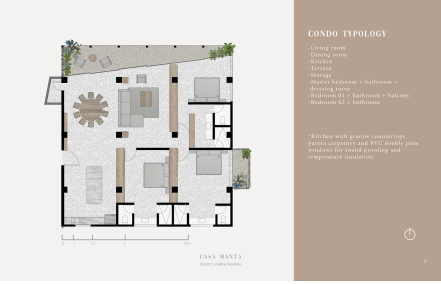 CONDO TYPOLOGY
·Living room
·Dining room
·Kitchen
·Terrace
·Storage
·Master bedroom + bathroom +
dressing room
·Bedroom 01 + bathroom + balcony
·Bedroom 02 + bathroom
*Kitchen with granite countertops,
parota carpentry and PVC double pane
windows for sound proofing and
temperature insulation.
CASA MANTA
17